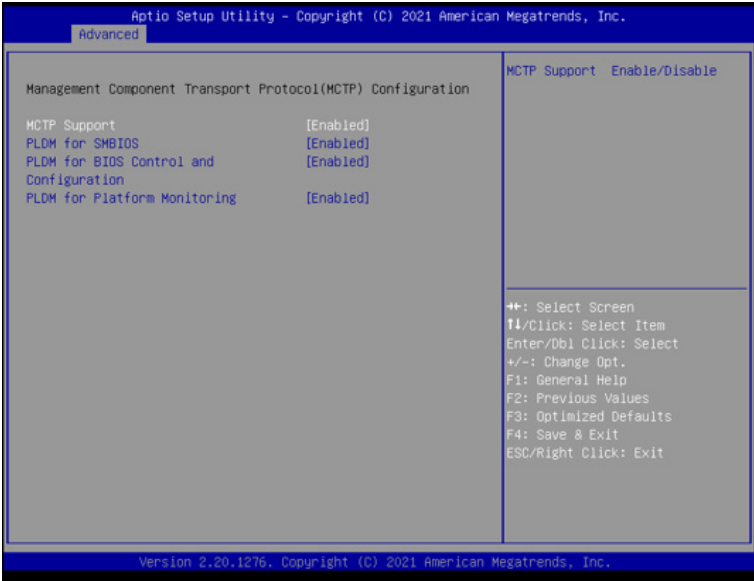 Aptio Setup Utility – Copyright (C) 2021 American Megatrends, Inc.
Advanced
Management Component Transport Protocol(MCTP) Configuration
MCTP Support [Enabled]
PLDM for SMBIOS [Enabled]
PLDM for BIOS Control and [Enabled]
Configuration
PLDM for Platform Monitoring [Enabled]
MCTP Support Enable/Disable
→←: Select Screen
↑↓/Click: Select Item
Enter/Dbl Click: Select
+/-: Change Opt.
F1: General Help
F2: Previous Values
F3: Optimized Defaults
F4: Save & Exit
ESC/Right Click: Exit
Version 2.20.1276. Copyright (C) 2021 American Megatrends, Inc.